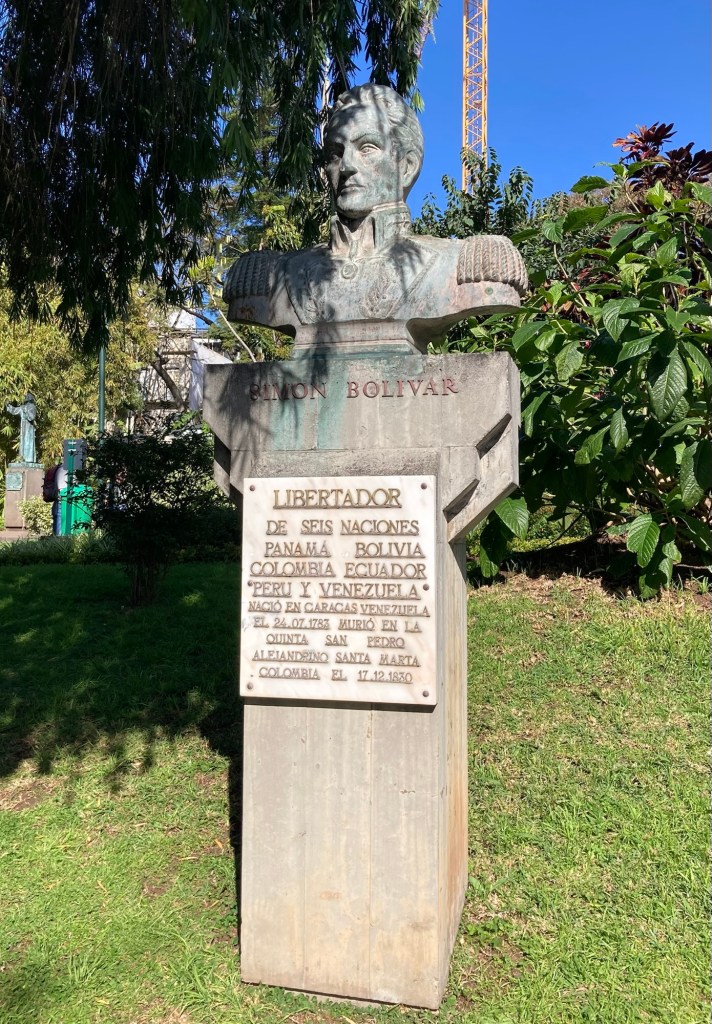 SIMON BOLIVAR
LIBERTADOR
DE SEIS NACIONES
PANAMÁ BOLIVIA
COLOMBIA ECUADOR
PERU Y VENEZUELA
NACIÓ EN CARACAS VENEZUELA
EL 24.07.1783 MURIÓ EN LA
QUINTA SAN PEDRO
ALEJANDRINO SANTA MARTA
COLOMBIA EL 17.12.1830